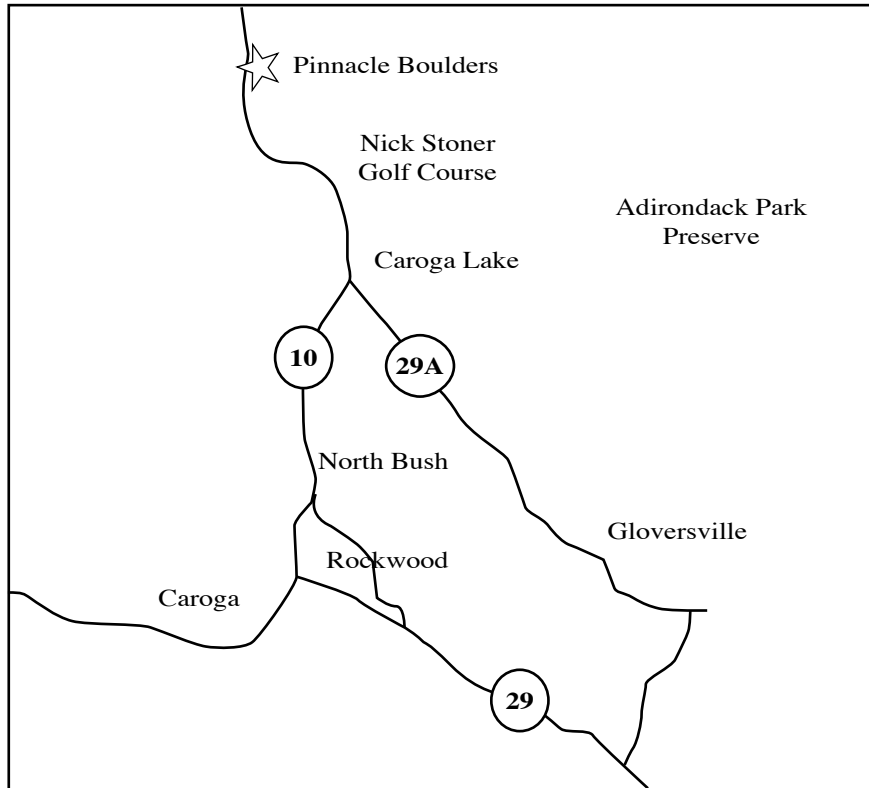 Pinnacle Boulders
Nick Stoner
Golf Course
Adirondack Park
Preserve
Caroga Lake
10
29A
North Bush
Gloversville
Rockwood
Caroga
29